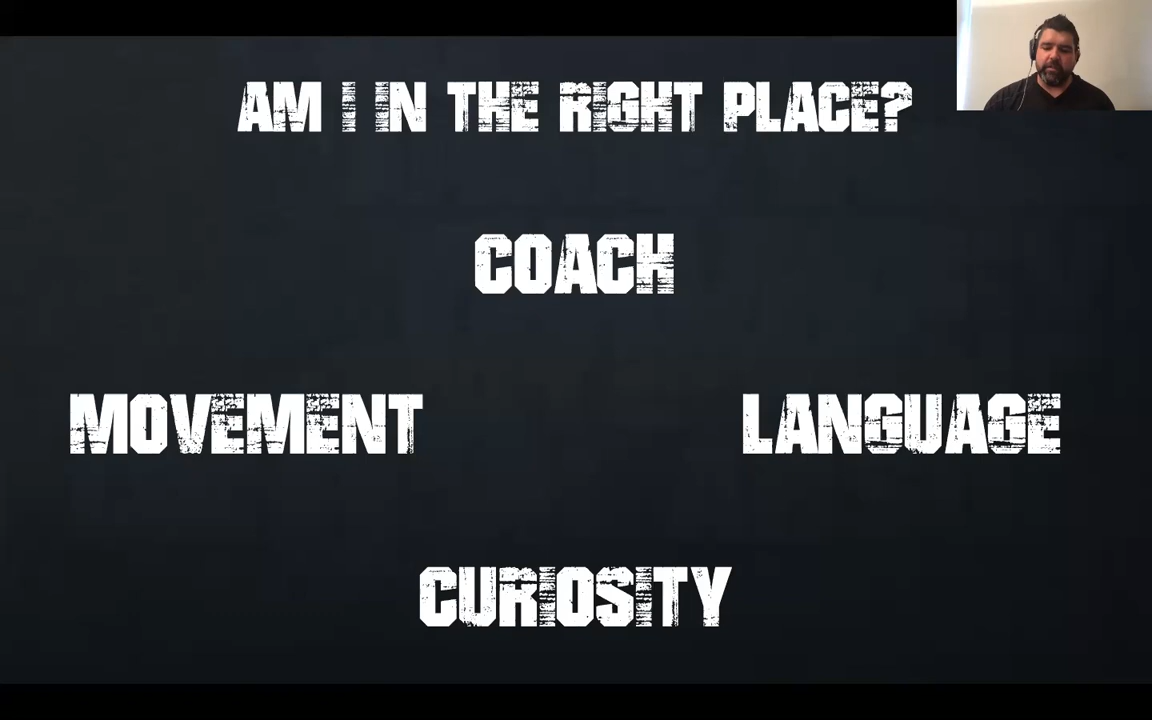 AM I IN THE RIGHT PLACE?
COACH
MOVEMENT LANGUAGE
CURIOSITY